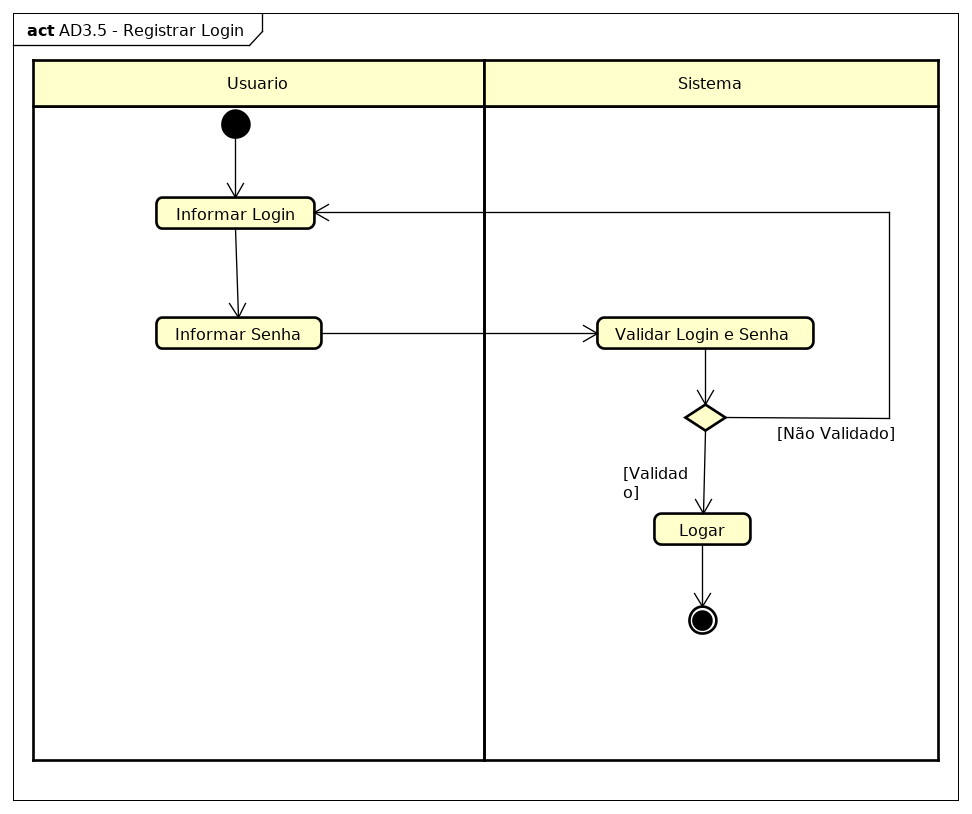 act AD3.5 - Registrar Login
Usuario
Sistema
Informar Login
Informar Senha
Validar Login e Senha
[Não Validado]
[Validad
o]
Logar